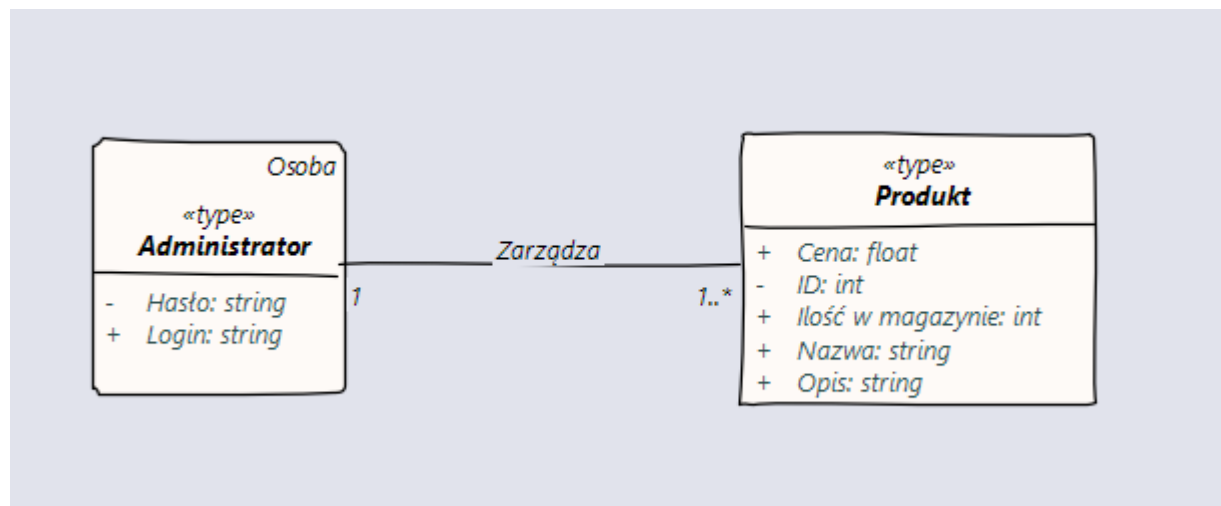 Osoba
«type»
Administrator
- Hasło: string
+ Login: string
Zarządza
1
1..*
«type»
Produkt
+ Cena: float
- ID: int
+ Ilość w magazynie: int
+ Nazwa: string
+ Opis: string